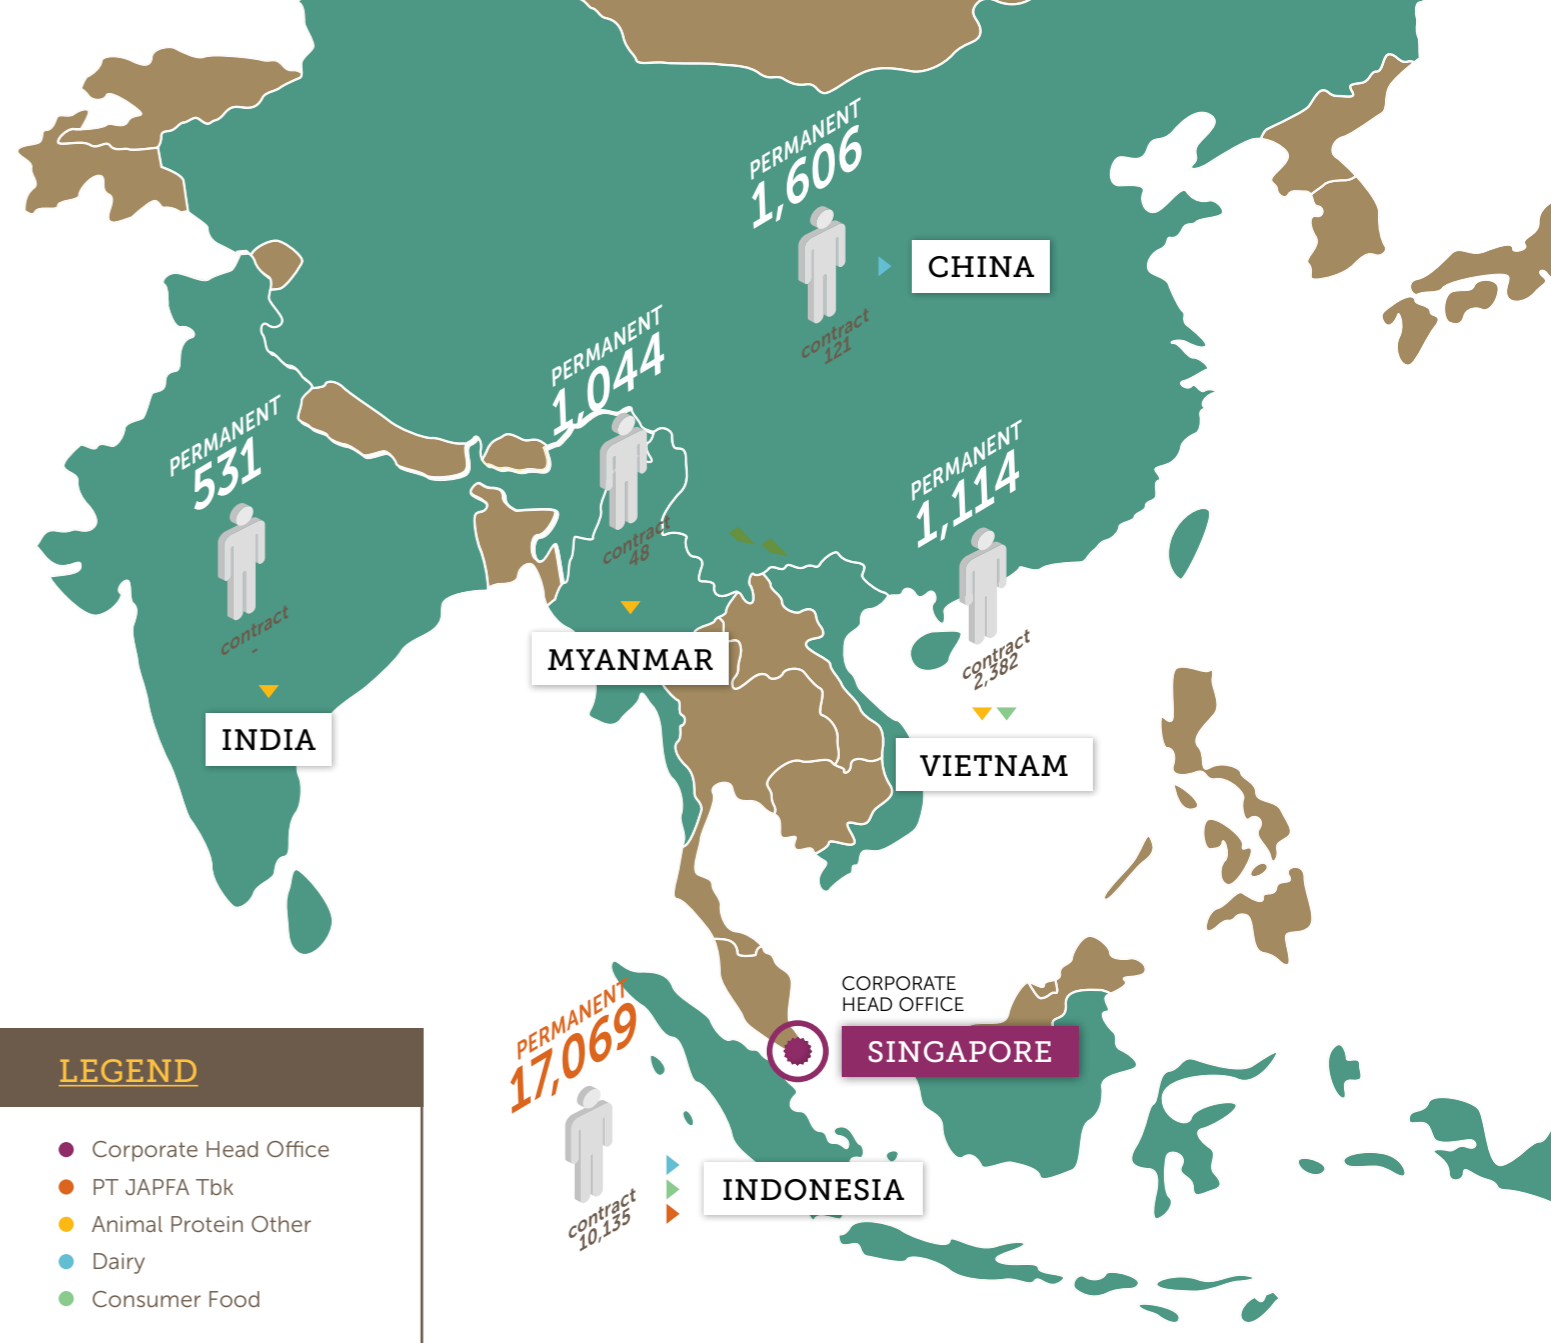 PERMANENT
1,606
contract
121
CHINA
PERMANENT
1,044
contract
48
MYANMAR
PERMANENT
531
contract
-
INDIA
PERMANENT
1,114
contract
2,382
VIETNAM
CORPORATE
HEAD OFFICE
SINGAPORE
PERMANENT
17,069
contract
10,135
INDONESIA
LEGEND
Corporate Head Office
PT JAPFA Tbk
Animal Protein Other
Dairy
Consumer Food